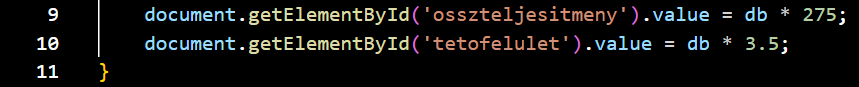 9 document.getElementById('osszteljesitmeny').value = db * 275;
10 document.getElementById('tetofelulet').value = db * 3.5;
11 }